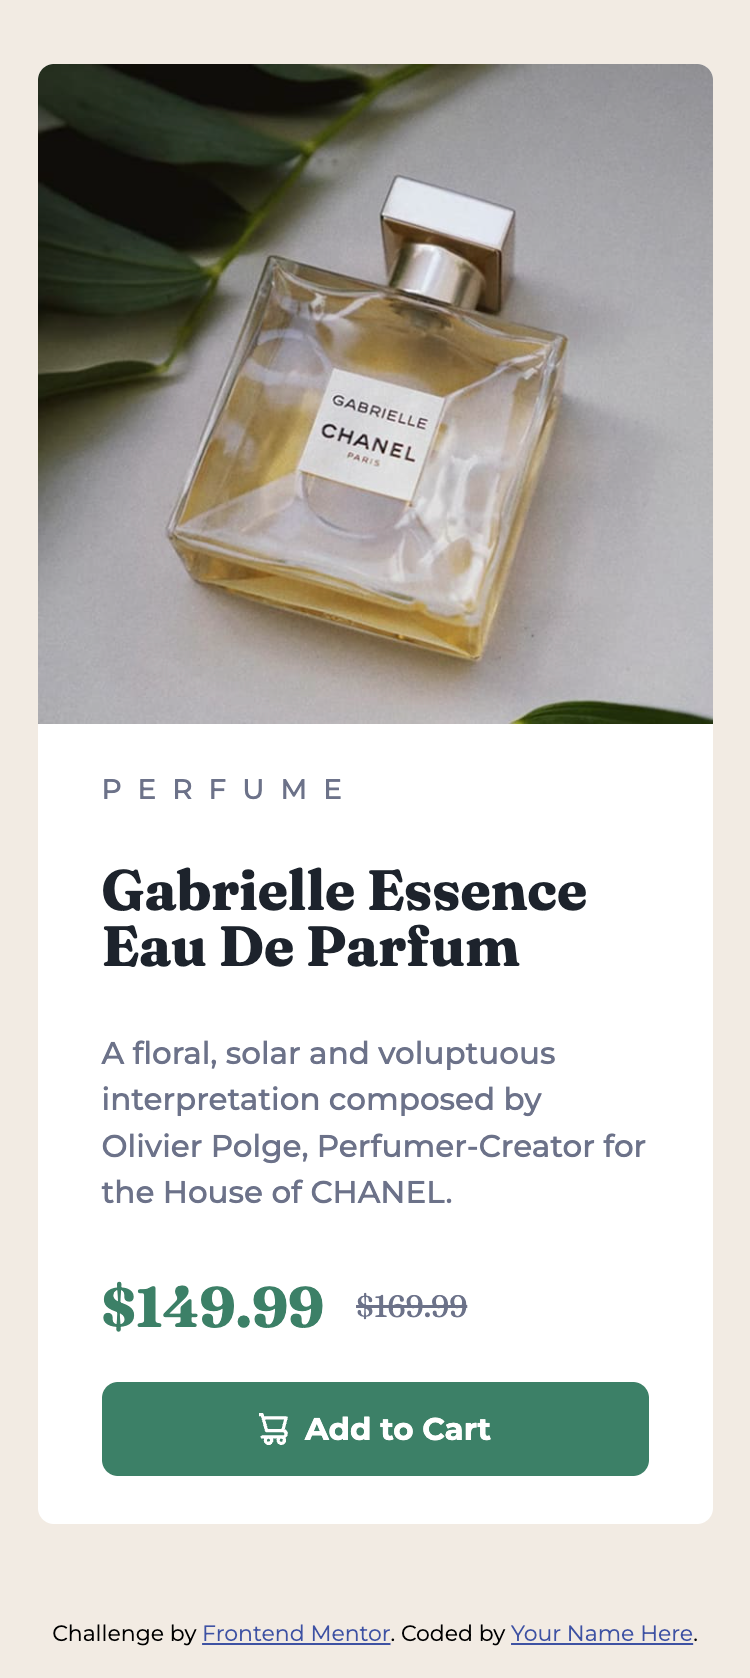 GABRIELLE
CHANEL
PARIS
PERFUME
Gabrielle Essence
Eau De Parfum
A floral, solar and voluptuous
interpretation composed by
Olivier Polge, Perfumer-Creator for
the House of CHANEL.
$149.99 $169.99
Add to Cart
Challenge by Frontend Mentor. Coded by Your Name Here.